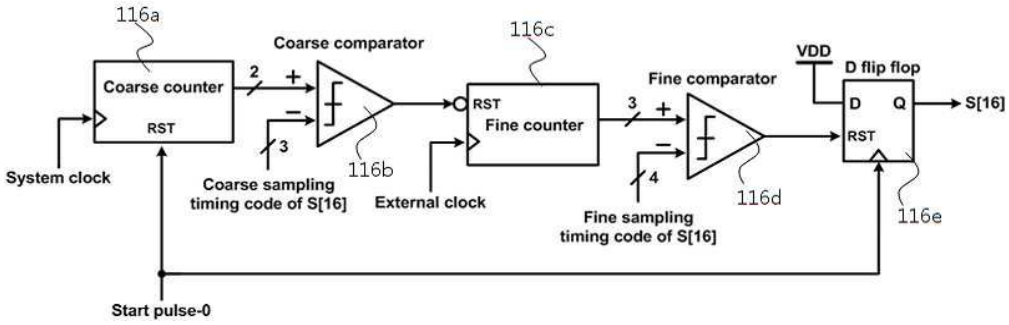 116a
Coarse counter
RST
System clock
2
+
−
3
Coarse comparator
116b
Coarse sampling
timing code of S[16]
116c
RST
Fine counter
External clock
3
+
−
4
Fine comparator
116d
Fine sampling
timing code of S[16]
VDD
D flip flop
D Q
RST
S[16]
116e
Start pulse-0